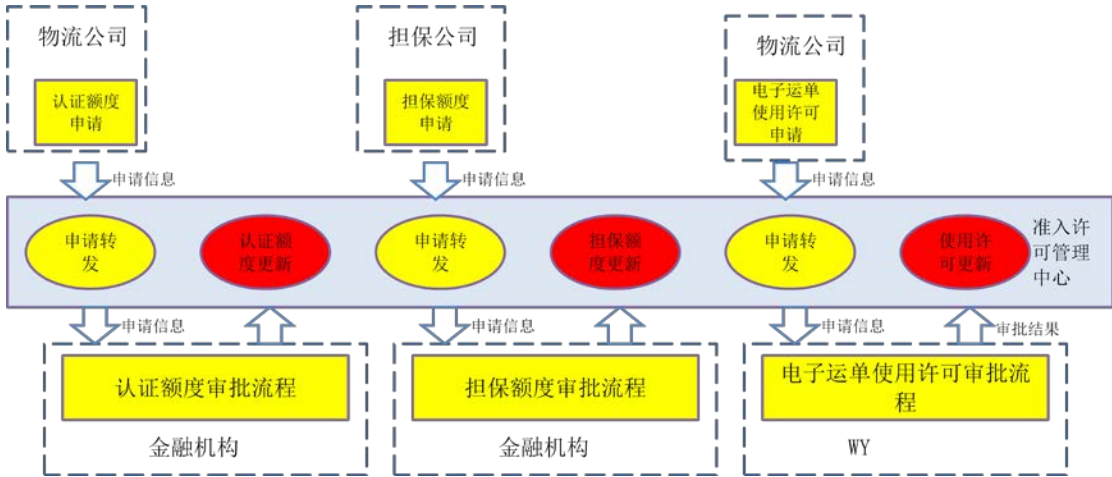 物流公司
认证额度
申请
担保公司
担保额度
申请
物流公司
电子运单
使用许可
申请
申请信息
申请信息
申请信息
申请转
发
认证额
度更新
申请转
发
担保额
度更新
申请转
发
使用许
可更新
准入许
可管理
中心
申请信息
申请信息
申请信息
审批结果
认证额度审批流程
金融机构
担保额度审批流程
金融机构
电子运单使用许可审批流
程
WY